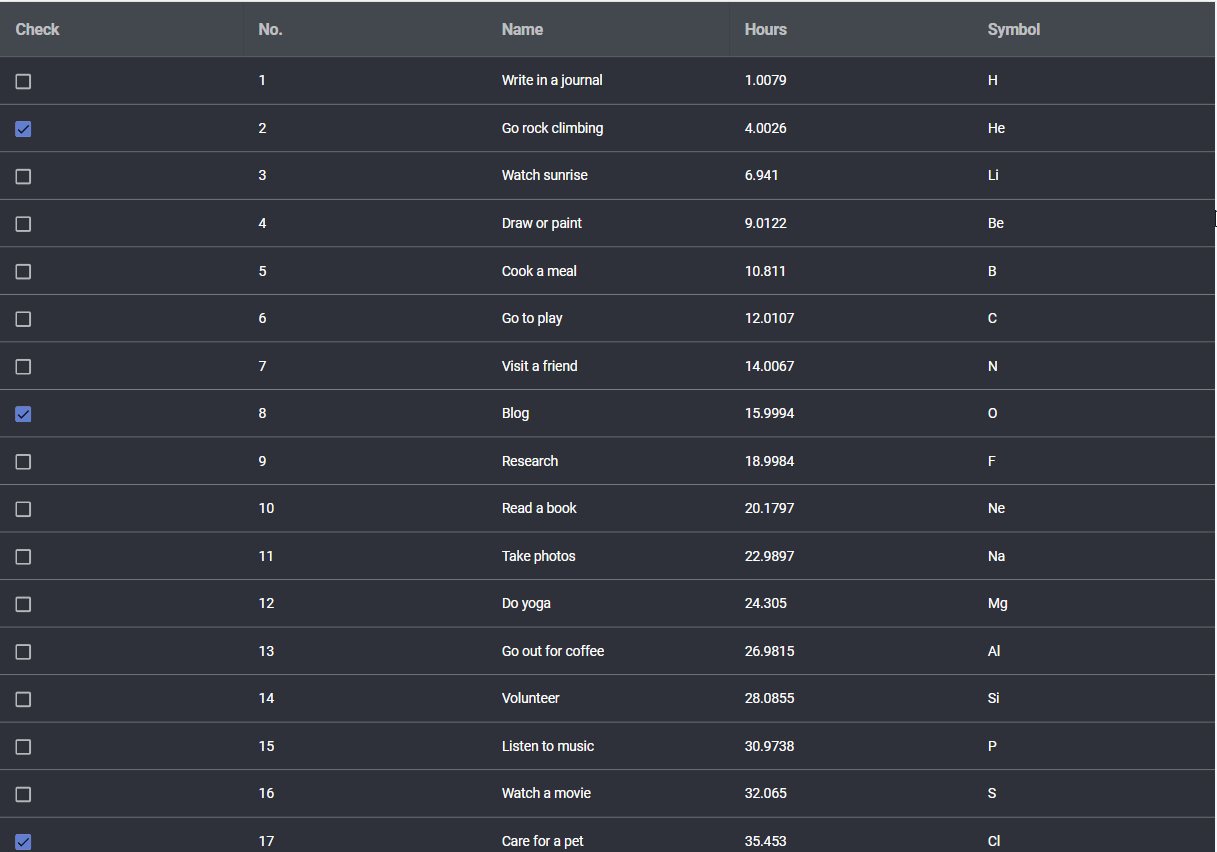 Check No. Name Hours Symbol
1 Write in a journal 1.0079 H
2 Go rock climbing 4.0026 He
3 Watch sunrise 6.941 Li
4 Draw or paint 9.0122 Be
5 Cook a meal 10.811 B
6 Go to play 12.0107 C
7 Visit a friend 14.0067 N
8 Blog 15.9994 O
9 Research 18.9984 F
10 Read a book 20.1797 Ne
11 Take photos 22.9897 Na
12 Do yoga 24.305 Mg
13 Go out for coffee 26.9815 Al
14 Volunteer 28.0855 Si
15 Listen to music 30.9738 P
16 Watch a movie 32.065 S
17 Care for a pet 35.453 Cl